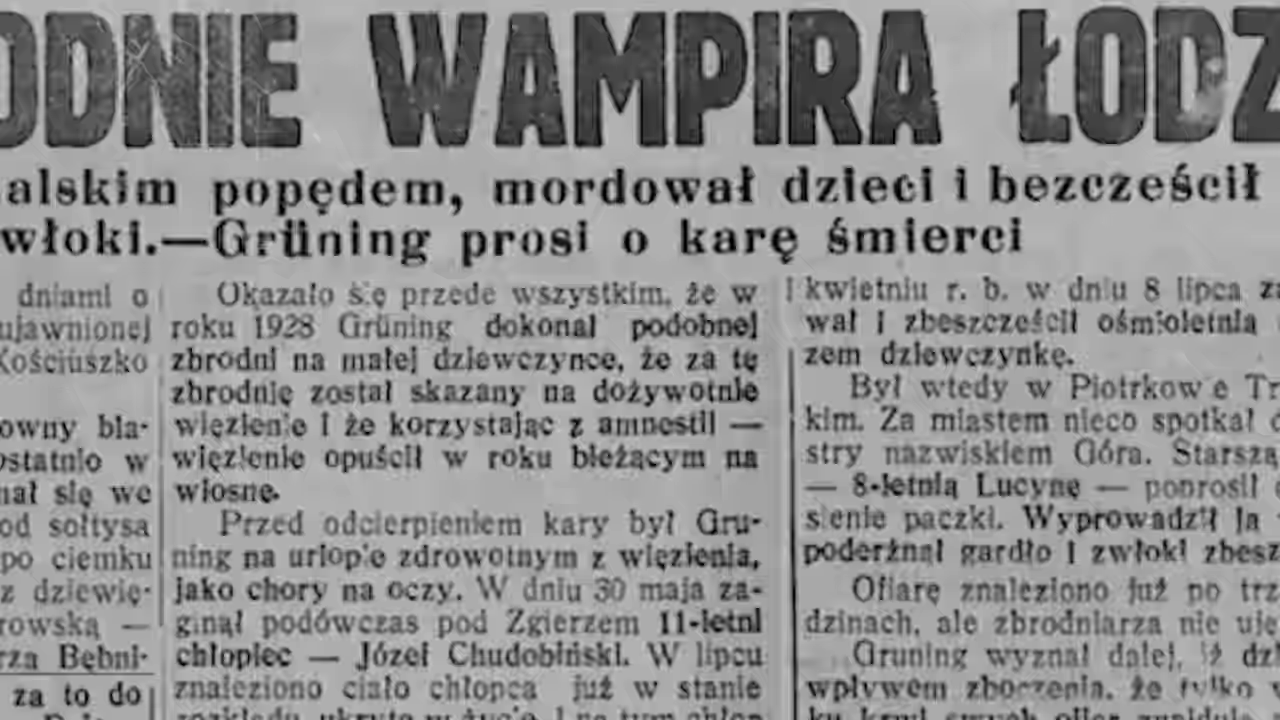 ODNIE WAMPIRA ŁODZ
alskim popędem, mordował dzieci i bezcześcił
włoki.—Grüning prosi o karę śmierci
dniami o
ujawnionej
Kościuszko
owny bla-
ostatnio w
nał się we
od sołtysa
po ciemku
z dziewię-
rowską —
rza Bębni-
za to do
Okazało się przede wszystkim, że w
roku 1928 Grüning dokonał podobnej
zbrodni na małej dziewczynce, że za tę
zbrodnię został skazany na dożywotnie
więzienie i że korzystając z amnestii —
więzienie opuścił w roku bieżącym na
wiosnę.
Przed odcierpieniem kary był Gru-
ning na urlopie zdrowotnym z więzienia,
jako chory na oczy. W dniu 30 maja za-
ginął podówczas pod Zgierzem 11-letni
chłopiec — Józef Chudobiński. W lipcu
znaleziono ciało chłopca już w stanie
kwietniu r. b. w dniu 8 lipca za
wał i zbeszcześcił ośmioletnią
zem dziewczynkę.
Był wtedy w Piotrkowie Tr
kim. Za miastem nieco spotkał
stry nazwiskiem Góra. Starszą
— 8-letnią Lucynę — poprosił
sienie paczki. Wyprowadził ją
poderżnął gardło i zwłoki zbesz
Ofiarę znaleziono już po trz
dzinach, ale zbrodniarza nie uję
Gruning wyznał dalej, iż dzi
wpływem zboczenia, że tylko